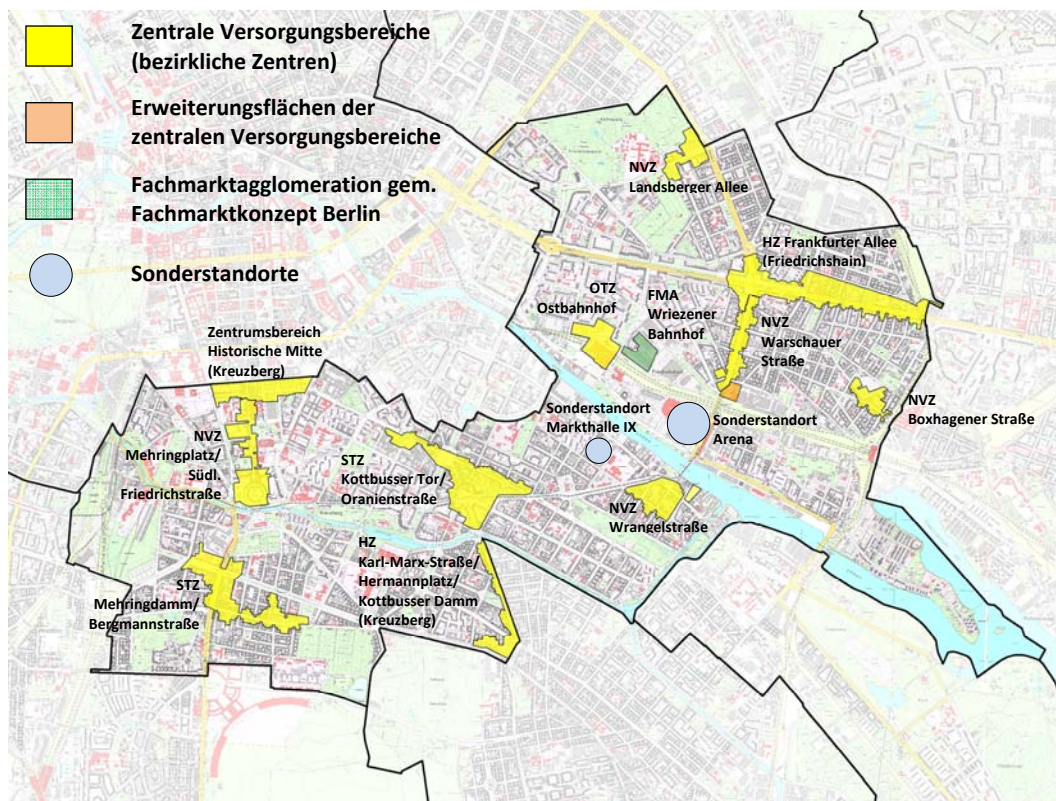 Zentrale Versorgungsbereiche
(bezirkliche Zentren)
Erweiterungsflächen der
zentralen Versorgungsbereiche
Fachmarktagglomeration gem.
Fachmarktkonzept Berlin
Sonderstandorte
NVZ
Landsberger Allee
HZ Frankfurter Allee
(Friedrichshain)
OTZ
Ostbahnhof
FMA
Wriezener
Bahnhof
NVZ
Warschauer
Straße
Zentrumsbereich
Historische Mitte
(Kreuzberg)
NVZ
Boxhagener Straße
Sonderstandort
Markthalle IX
Sonderstandort
Arena
NVZ
Mehringplatz/
Südl.
Friedrichstraße
STZ
Kottbusser Tor/
Oranienstraße
NVZ
Wrangelstraße
HZ
Karl-Marx-Straße/
Hermannplatz/
Kottbusser Damm
(Kreuzberg)
STZ
Mehringdamm/
Bergmannstraße